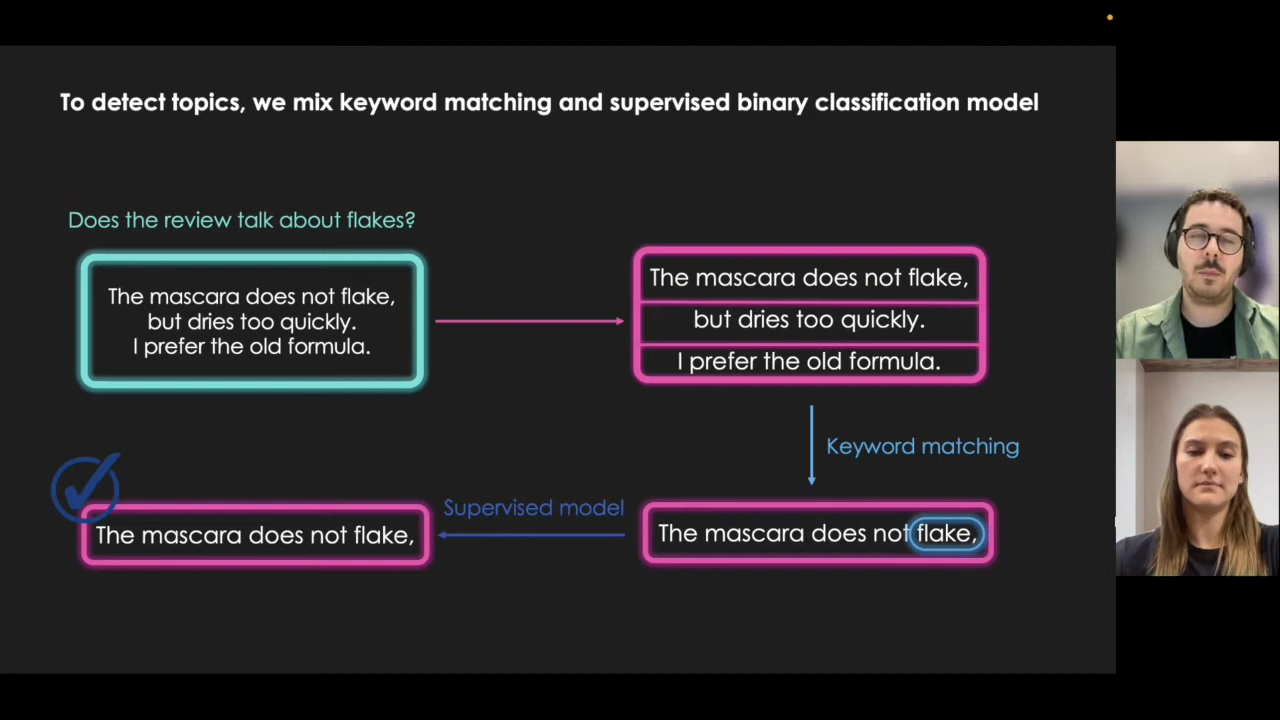 To detect topics, we mix keyword matching and supervised binary classification model
Does the review talk about flakes?
The mascara does not flake,
but dries too quickly.
I prefer the old formula.
The mascara does not flake,
but dries too quickly.
I prefer the old formula.
Keyword matching
The mascara does not flake,
Supervised model
The mascara does not flake,